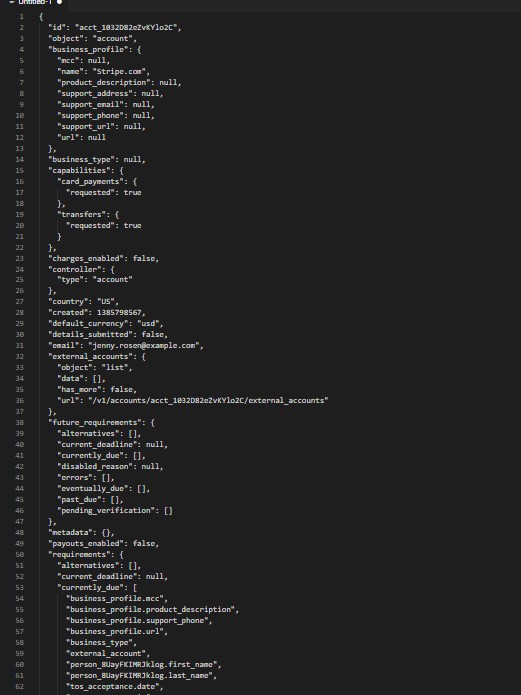 Untitled-1
1 {
2 "id": "acct_1032D82eZvKYlo2C",
3 "object": "account",
4 "business_profile": {
5 "mcc": null,
6 "name": "Stripe.com",
7 "product_description": null,
8 "support_address": null,
9 "support_email": null,
10 "support_phone": null,
11 "support_url": null,
12 "url": null
13 },
14 "business_type": null,
15 "capabilities": {
16 "card_payments": {
17 "requested": true
18 },
19 "transfers": {
20 "requested": true
21 }
22 },
23 "charges_enabled": false,
24 "controller": {
25 "type": "account"
26 },
27 "country": "US",
28 "created": 1385798567,
29 "default_currency": "usd",
30 "details_submitted": false,
31 "email": "jenny.rosen@example.com",
32 "external_accounts": {
33 "object": "list",
34 "data": [],
35 "has_more": false,
36 "url": "/v1/accounts/acct_1032D82eZvKYlo2C/external_accounts"
37 },
38 "future_requirements": {
39 "alternatives": [],
40 "current_deadline": null,
41 "currently_due": [],
42 "disabled_reason": null,
43 "errors": [],
44 "eventually_due": [],
45 "past_due": [],
46 "pending_verification": []
47 },
48 "metadata": {},
49 "payouts_enabled": false,
50 "requirements": {
51 "alternatives": [],
52 "current_deadline": null,
53 "currently_due": [
54 "business_profile.mcc",
55 "business_profile.product_description",
56 "business_profile.support_phone",
57 "business_profile.url",
58 "business_type",
59 "external_account",
60 "person_8UayFKIMRJklog.first_name",
61 "person_8UayFKIMRJklog.last_name",
62 "tos_acceptance.date",